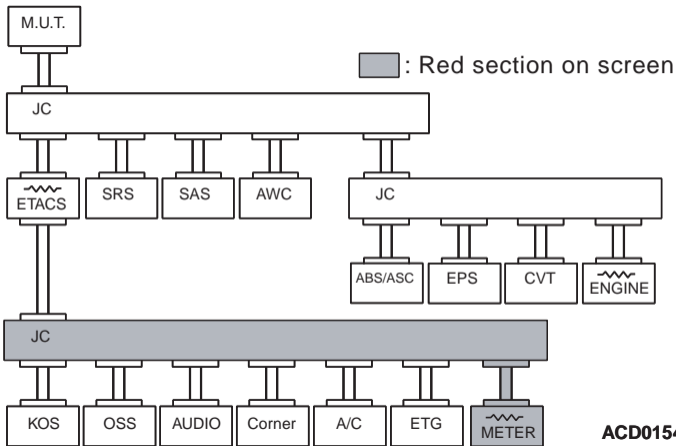 M.U.T.
: Red section on screen
JC
ETACS SRS SAS AWC JC
ABS/ASC EPS CVT ENGINE
JC
KOS OSS AUDIO Corner A/C ETG METER
ACD0154